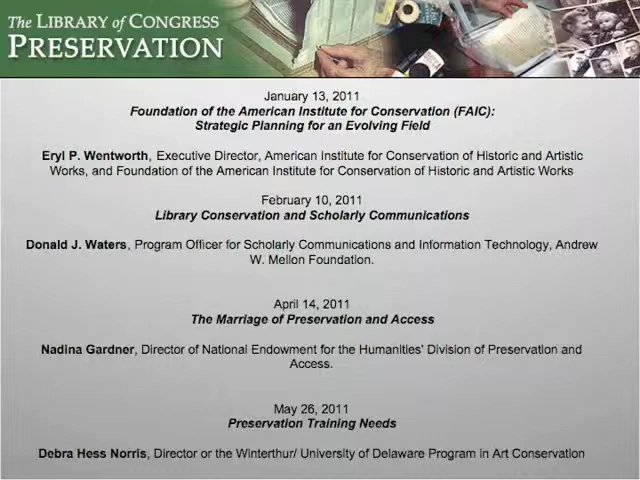 The LIBRARY of CONGRESS
PRESERVATION
January 13, 2011
Foundation of the American Institute for Conservation (FAIC):
Strategic Planning for an Evolving Field
Eryl P. Wentworth, Executive Director, American Institute for Conservation of Historic and Artistic
Works, and Foundation of the American Institute for Conservation of Historic and Artistic Works
February 10, 2011
Library Conservation and Scholarly Communications
Donald J. Waters, Program Officer for Scholarly Communications and Information Technology, Andrew
W. Mellon Foundation.
April 14, 2011
The Marriage of Preservation and Access
Nadina Gardner, Director of National Endowment for the Humanities' Division of Preservation and
Access.
May 26, 2011
Preservation Training Needs
Debra Hess Norris, Director or the Winterthur/ University of Delaware Program in Art Conservation